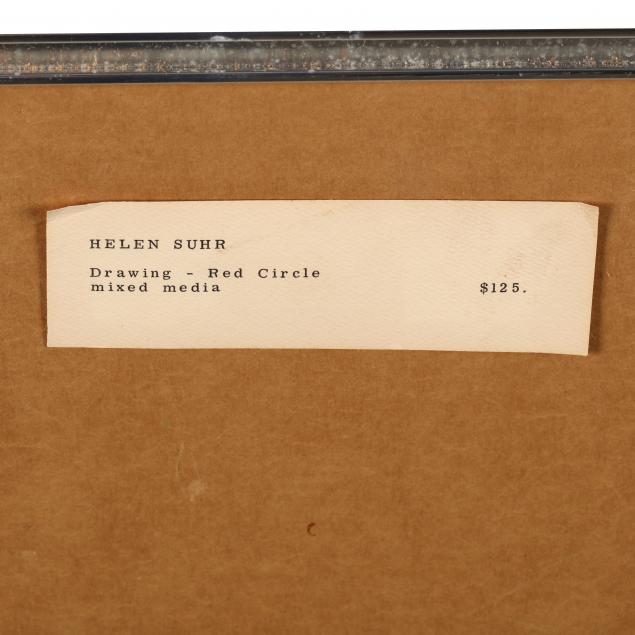 HELEN SUHR
Drawing - Red Circle
mixed media $125.